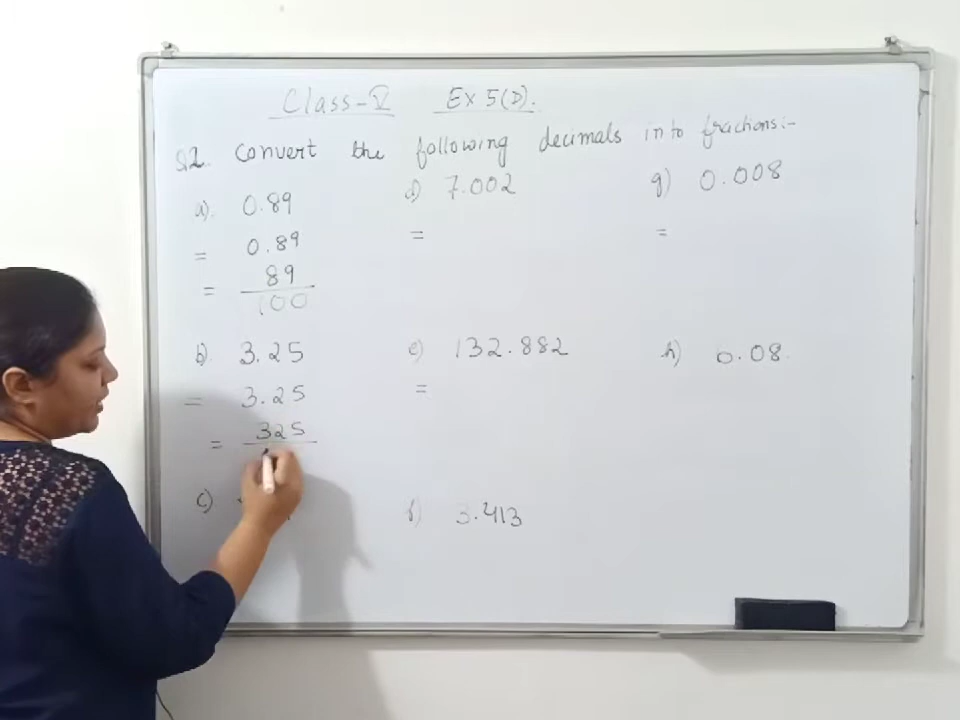 Class-V Ex 5(D).
Q2. Convert the following decimals into fractions:-
a). 0.89
= 0.89
= 89
100
b). 3.25
= 3.25
= 325
c)
d) 7.002
=
e) 132.882
=
f) 3.413
g) 0.008
=
h) 0.08